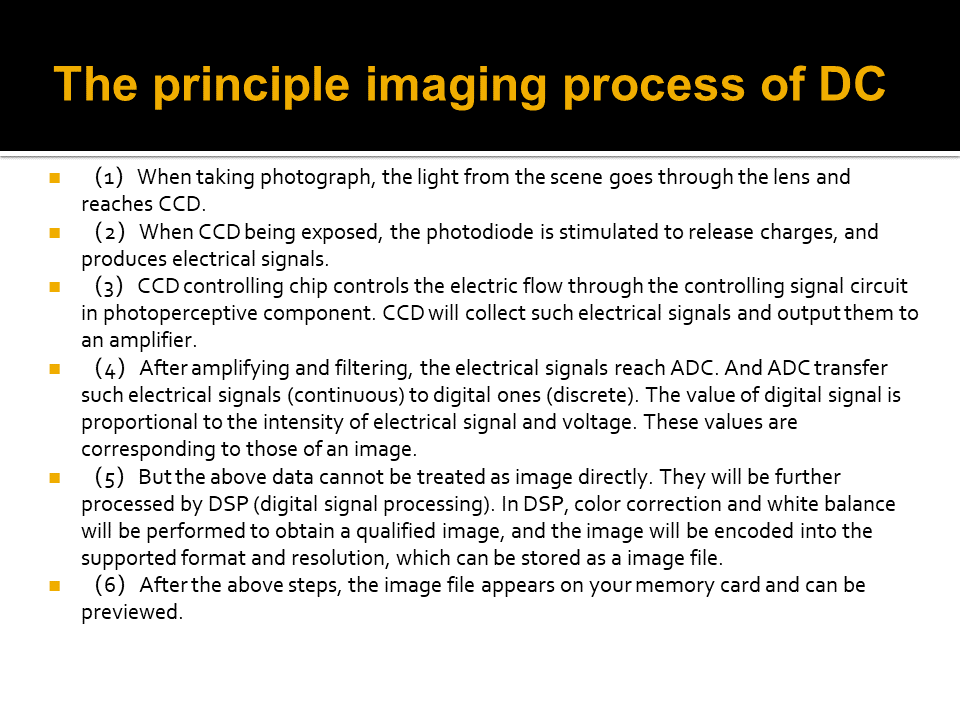 The principle imaging process of DC
（1） When taking photograph, the light from the scene goes through the lens and
reaches CCD.
（2） When CCD being exposed, the photodiode is stimulated to release charges, and
produces electrical signals.
（3） CCD controlling chip controls the electric flow through the controlling signal circuit
in photoperceptive component. CCD will collect such electrical signals and output them to
an amplifier.
（4） After amplifying and filtering, the electrical signals reach ADC. And ADC transfer
such electrical signals (continuous) to digital ones (discrete). The value of digital signal is
proportional to the intensity of electrical signal and voltage. These values are
corresponding to those of an image.
（5） But the above data cannot be treated as image directly. They will be further
processed by DSP (digital signal processing). In DSP, color correction and white balance
will be performed to obtain a qualified image, and the image will be encoded into the
supported format and resolution, which can be stored as a image file.
（6） After the above steps, the image file appears on your memory card and can be
previewed.